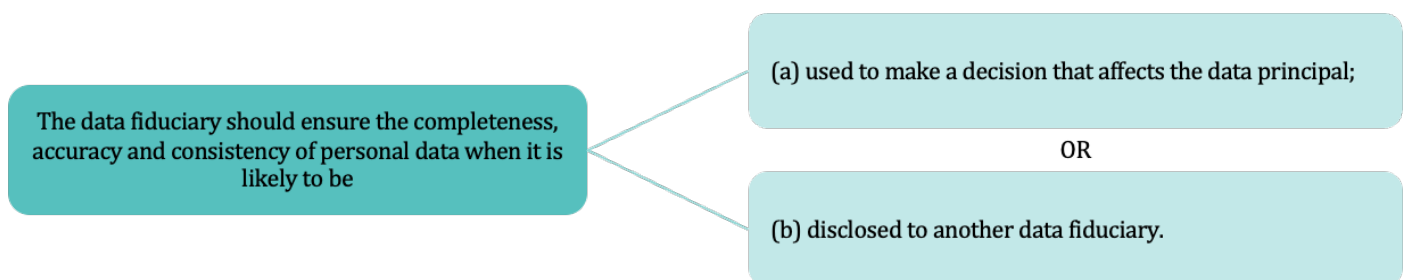 The data fiduciary should ensure the completeness,
accuracy and consistency of personal data when it is
likely to be
(a) used to make a decision that affects the data principal;
OR
(b) disclosed to another data fiduciary.